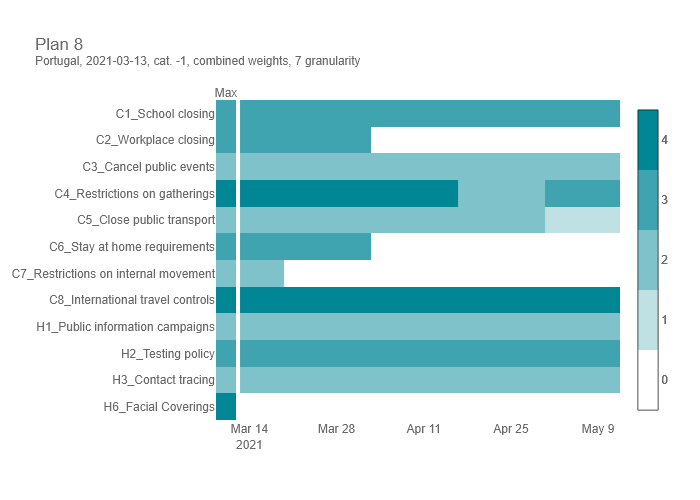 Plan 8
Portugal, 2021-03-13, cat. -1, combined weights, 7 granularity
Max
C1_School closing
C2_Workplace closing
C3_Cancel public events
C4_Restrictions on gatherings
C5_Close public transport
C6_Stay at home requirements
C7_Restrictions on internal movement
C8_International travel controls
H1_Public information campaigns
H2_Testing policy
H3_Contact tracing
H6_Facial Coverings
Mar 14
2021
Mar 28
Apr 11
Apr 25
May 9
4
3
2
1
0